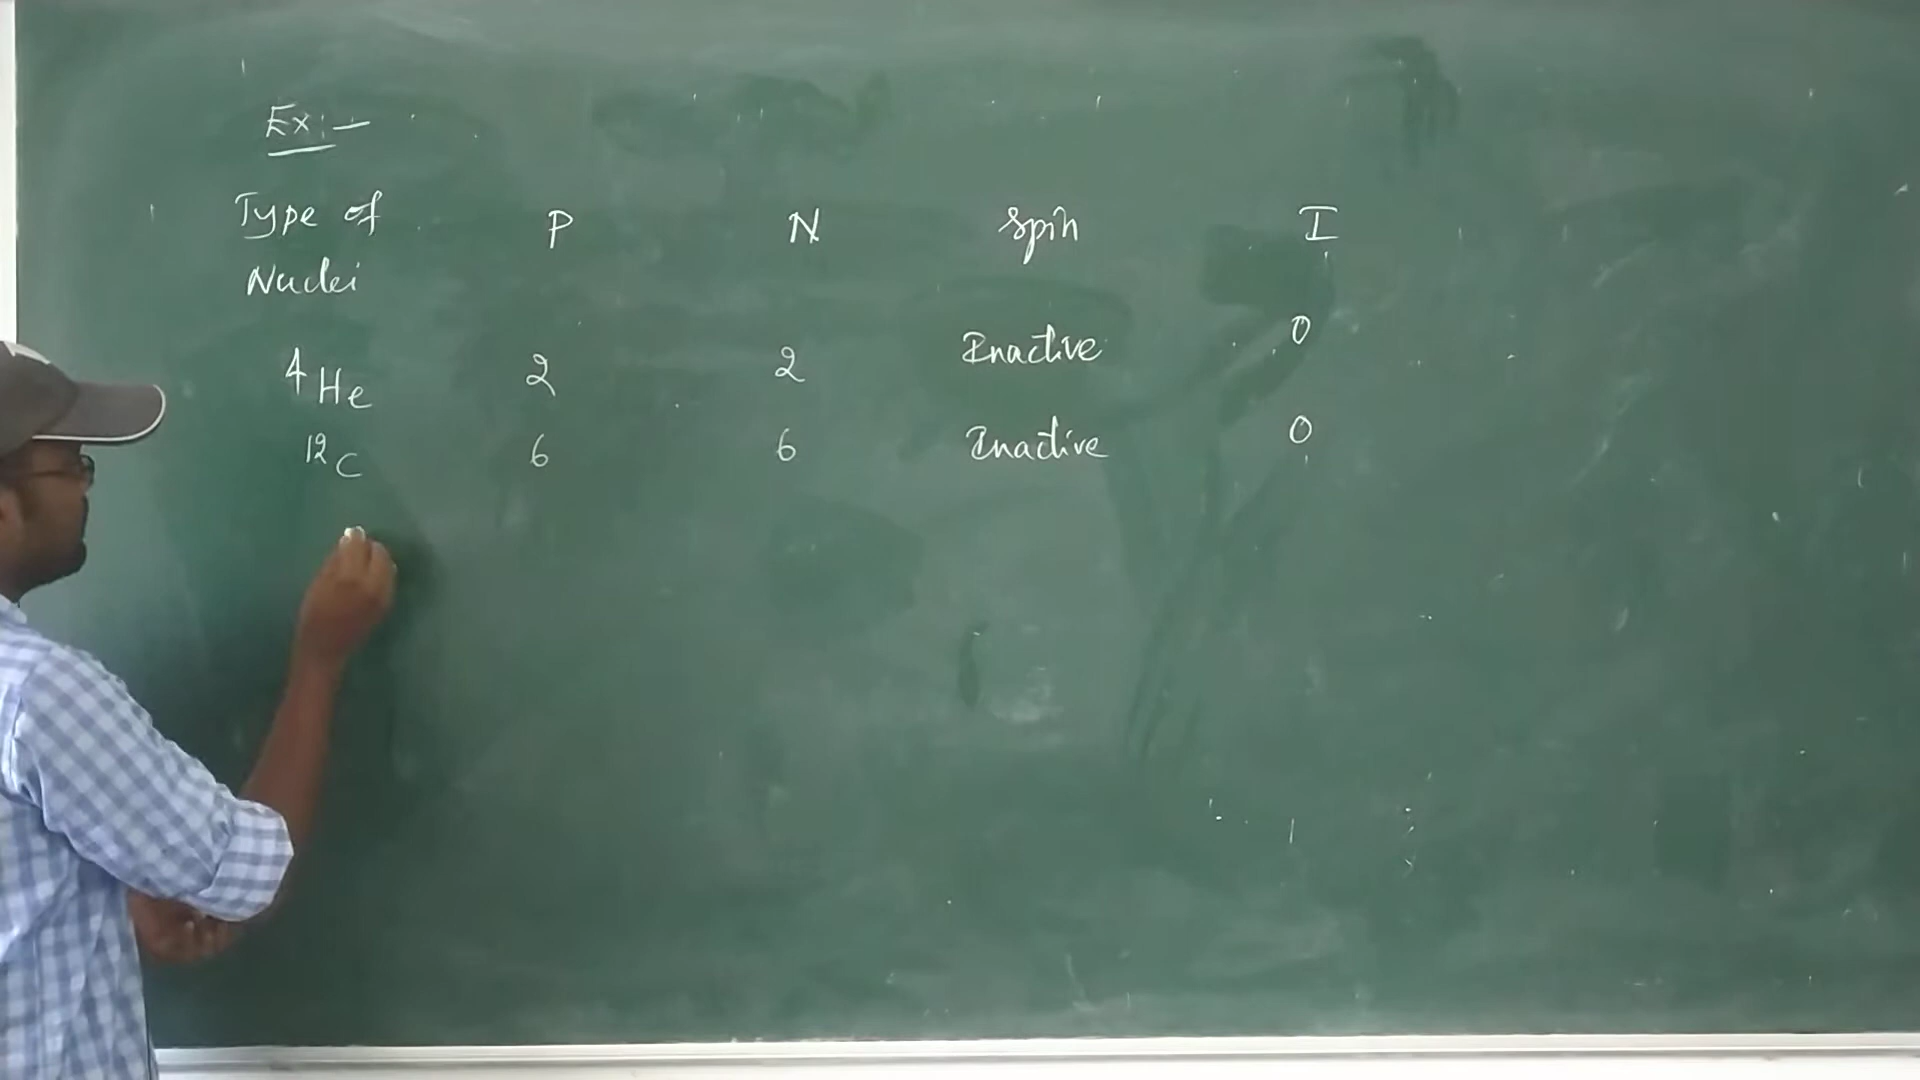 Ex:-
Type of Nuclei P N Spin I
4He 2 2 Inactive 0
12C 6 6 Inactive 0